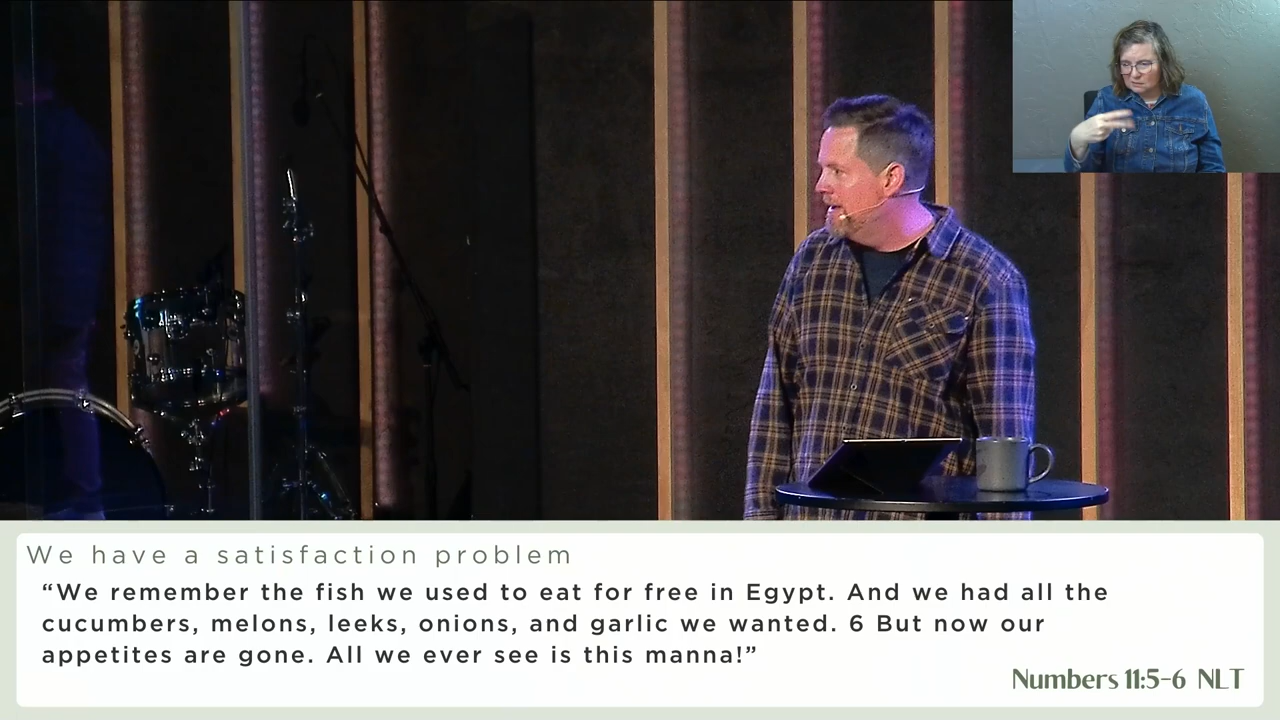 We have a satisfaction problem
“We remember the fish we used to eat for free in Egypt. And we had all the
cucumbers, melons, leeks, onions, and garlic we wanted. 6 But now our
appetites are gone. All we ever see is this manna!”
Numbers 11:5-6 NLT